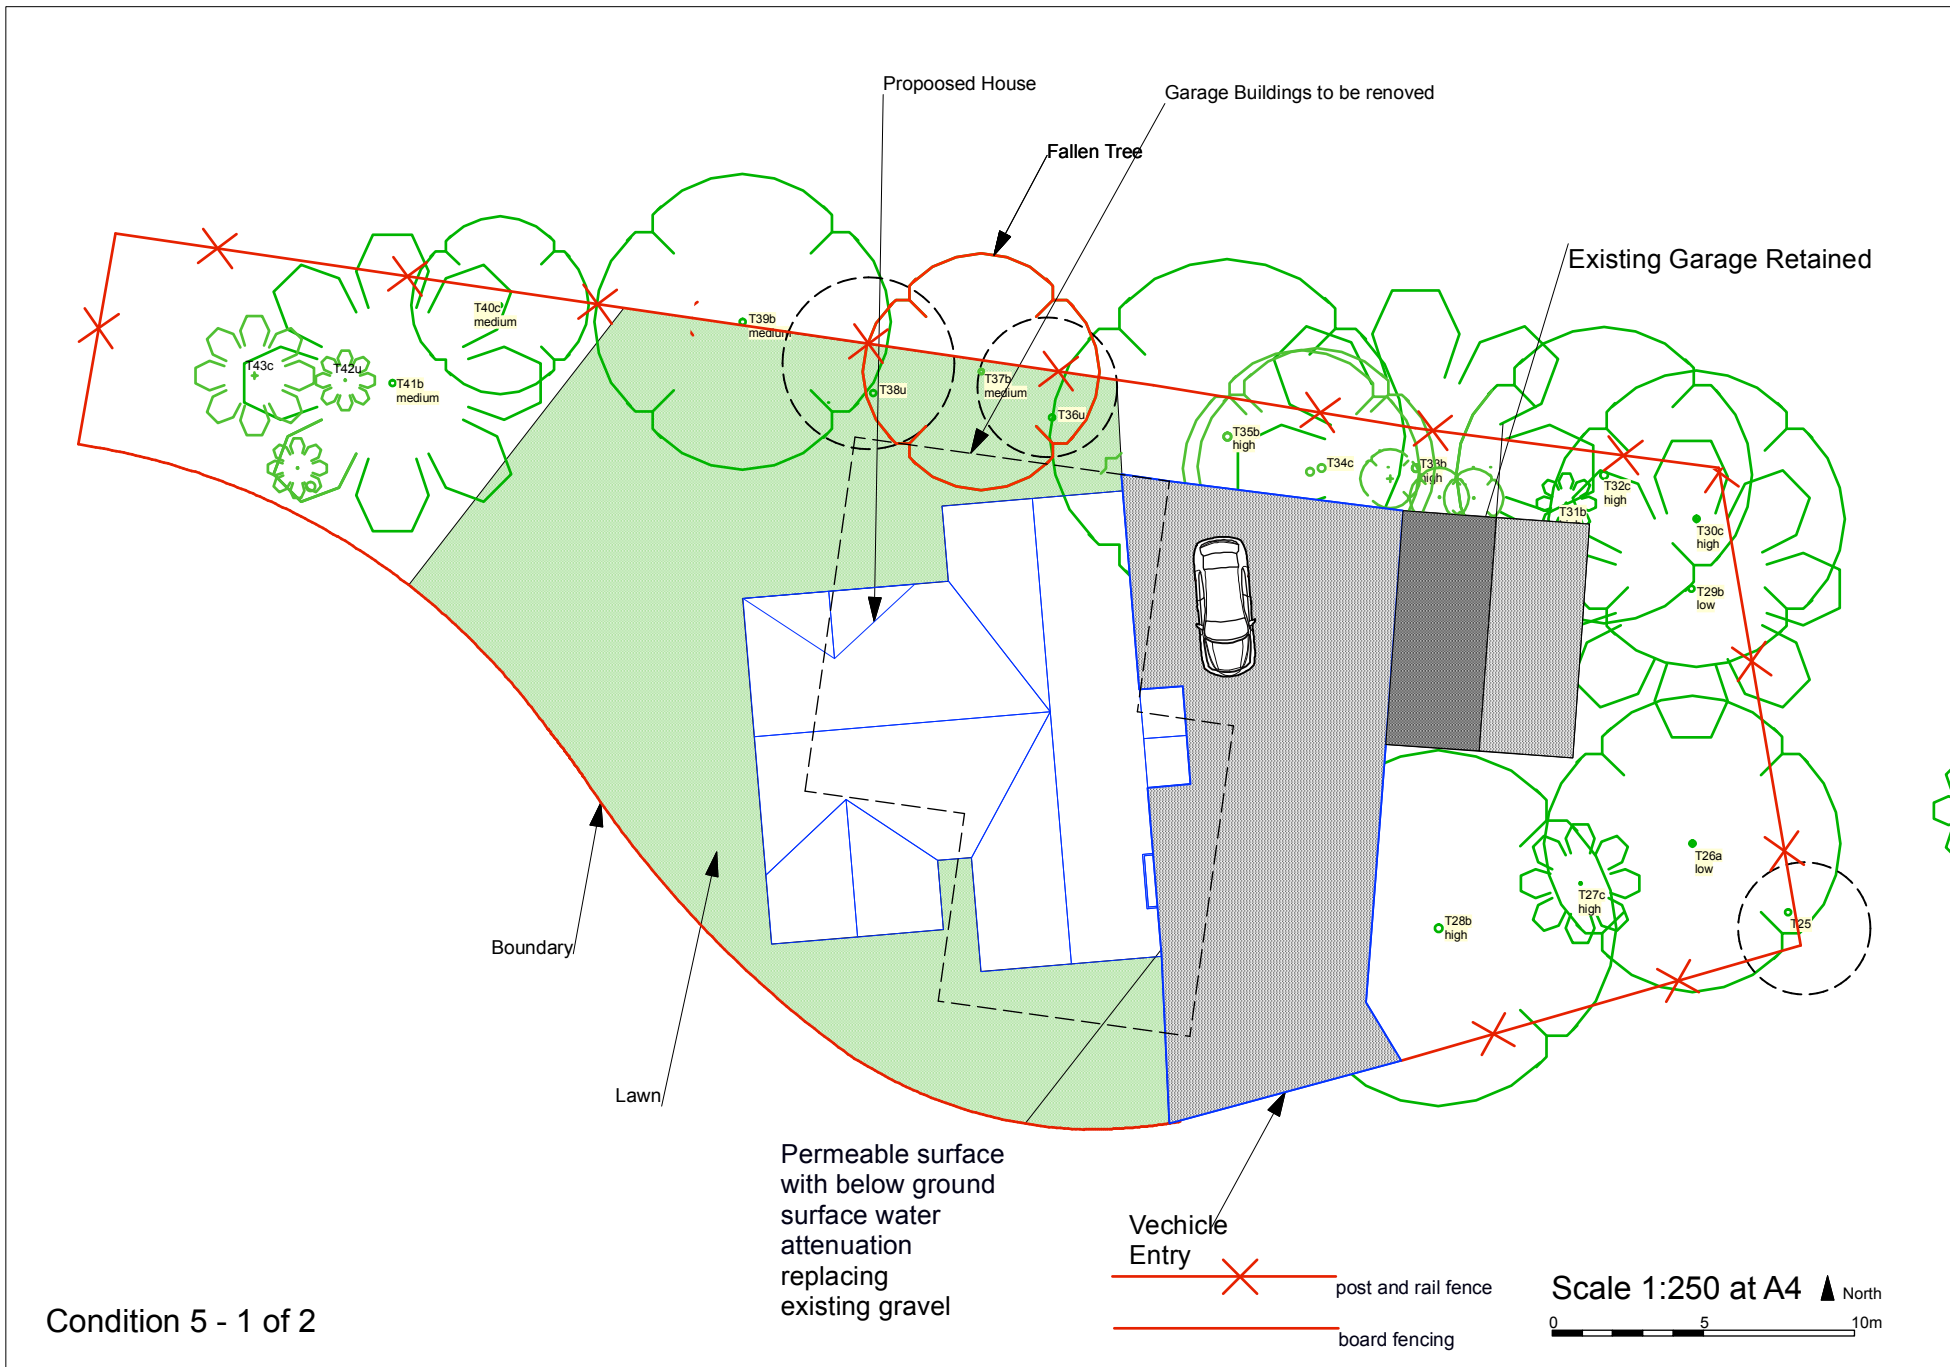 Propoosed House
Garage Buildings to be renoved
Fallen Tree
Existing Garage Retained
T40c
medium
T39b
medium
T43c
T42u
T41b
medium
T38u
T37b
medium
T36u
T35b
high
T34c
T33b
high
T32c
high
T31b
T30c
high
T29b
low
T26a
low
T27c
high
T28b
high
T25
Boundary
Lawn
Permeable surface
with below ground
surface water
attenuation
replacing
existing gravel
Vechicle
Entry
post and rail fence
board fencing
Scale 1:250 at A4
North
0 5 10m
Condition 5 - 1 of 2